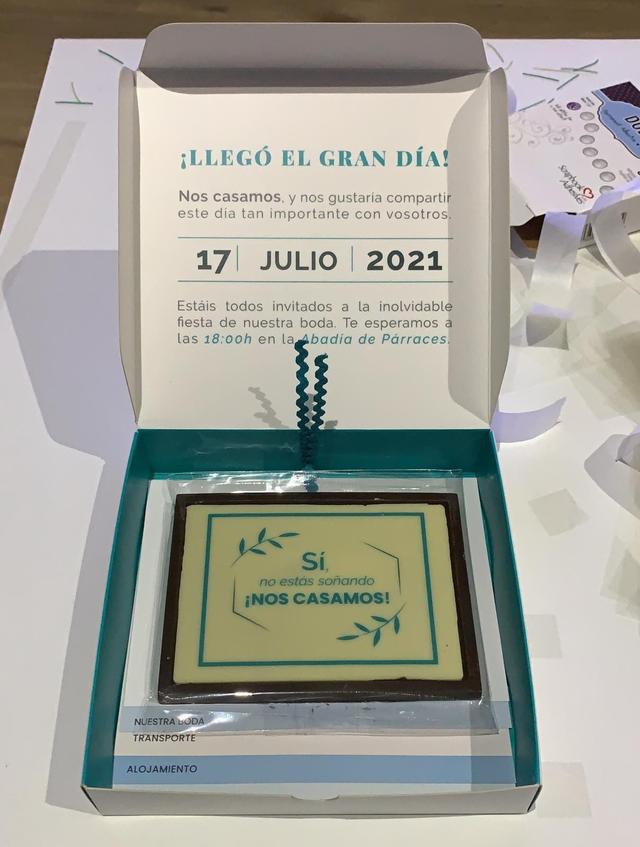 ¡LLEGÓ EL GRAN DÍA!
Nos casamos, y nos gustaría compartir
este día tan importante con vosotros.
17 | JULIO | 2021
Estáis todos invitados a la inolvidable
fiesta de nuestra boda. Te esperamos a
las 18:00h en la Abadía de Párraces.
Sí,
no estás soñando
¡NOS CASAMOS!
NUESTRA BODA
TRANSPORTE
ALOJAMIENTO
Scrapbook
Adhesives